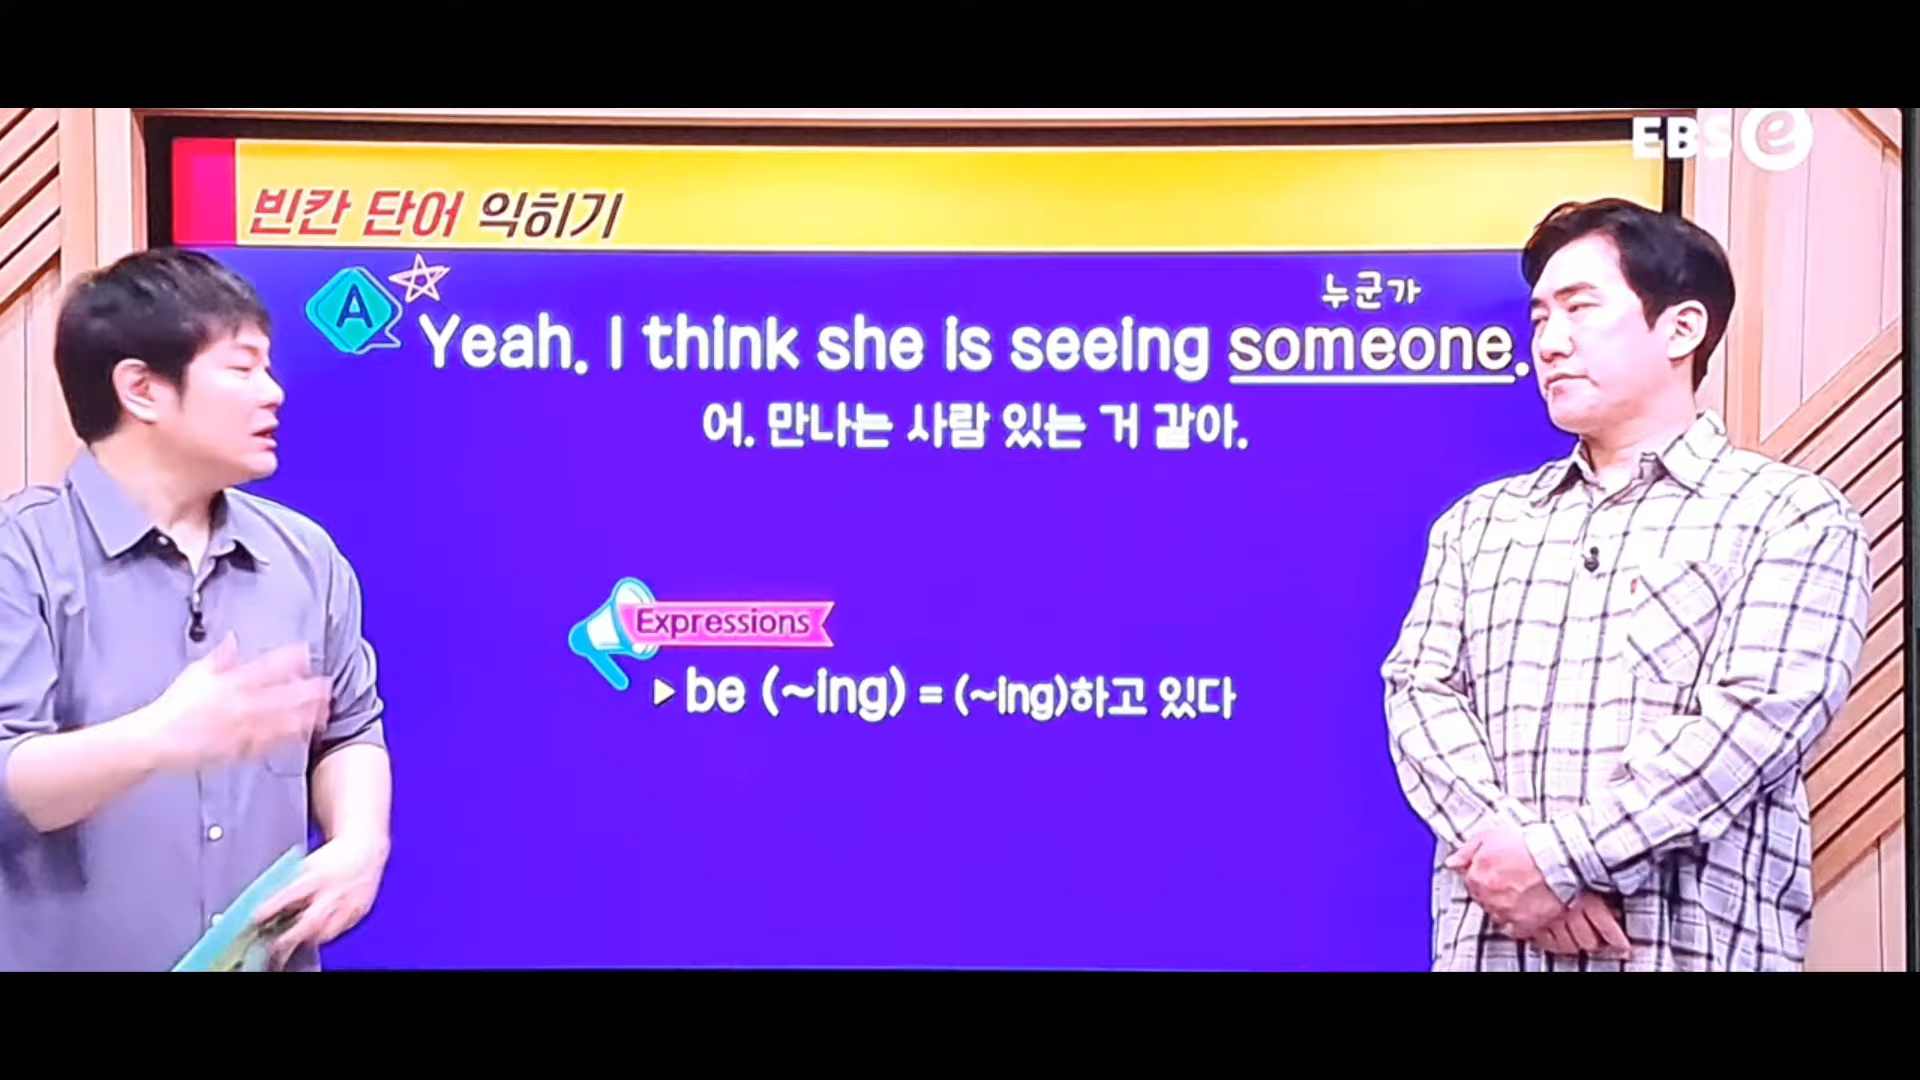 EBS e
빈칸 단어 익히기
누군가
A Yeah. I think she is seeing someone.
어. 만나는 사람 있는 거 같아.
Expressions
▶ be (~ing) = (~ing)하고 있다